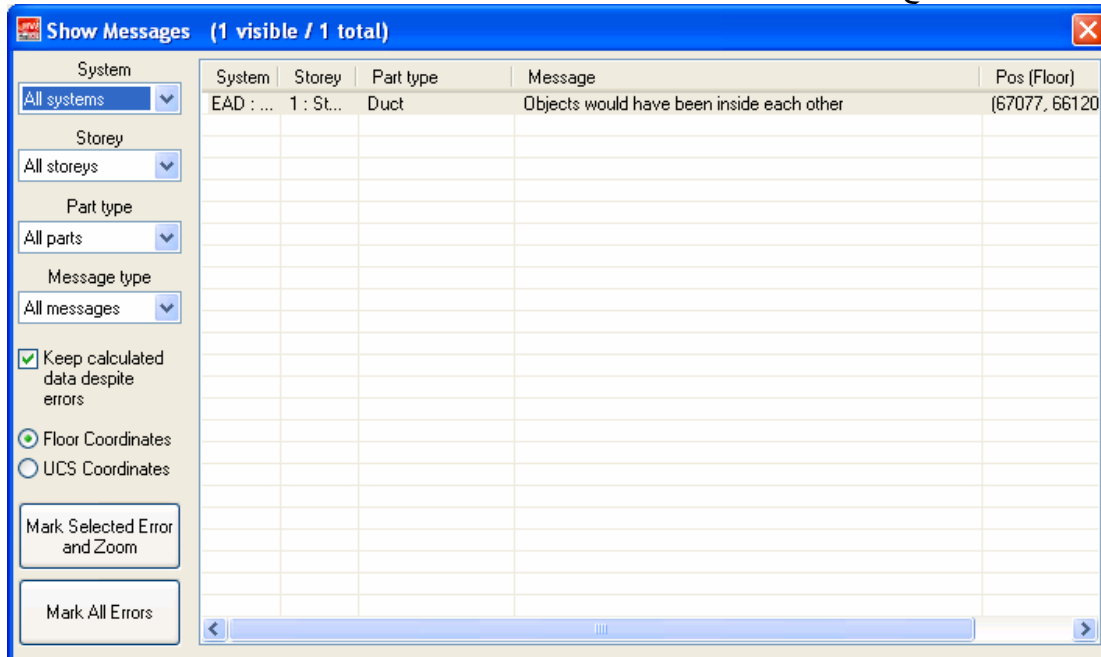 Show Messages (1 visible / 1 total)
System
All systems
Storey
All storeys
Part type
All parts
Message type
All messages
Keep calculated
data despite
errors
Floor Coordinates
UCS Coordinates
Mark Selected Error
and Zoom
Mark All Errors
System Storey Part type Message Pos (Floor)
EAD : ... 1 : St... Duct Objects would have been inside each other (67077, 66120